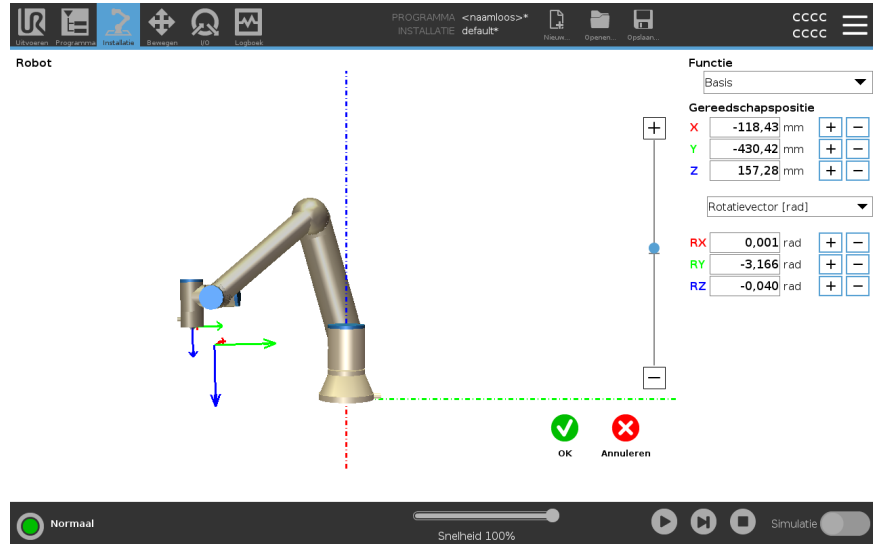 PROGRAMMA <naamloos>*
INSTALLATIE default*
Uitvoeren Programma Installatie Bewegen I/O Logboek
Nieuw... Openen... Opslaan...
cccc
cccc
Robot
Functie
Basis
Gereedschapspositie
X -118,43 mm + −
Y -430,42 mm + −
Z 157,28 mm + −
Rotatievector [rad]
RX 0,001 rad + −
RY -3,166 rad + −
RZ -0,040 rad + −
OK Annuleren
Normaal
Snelheid 100%
Simulatie